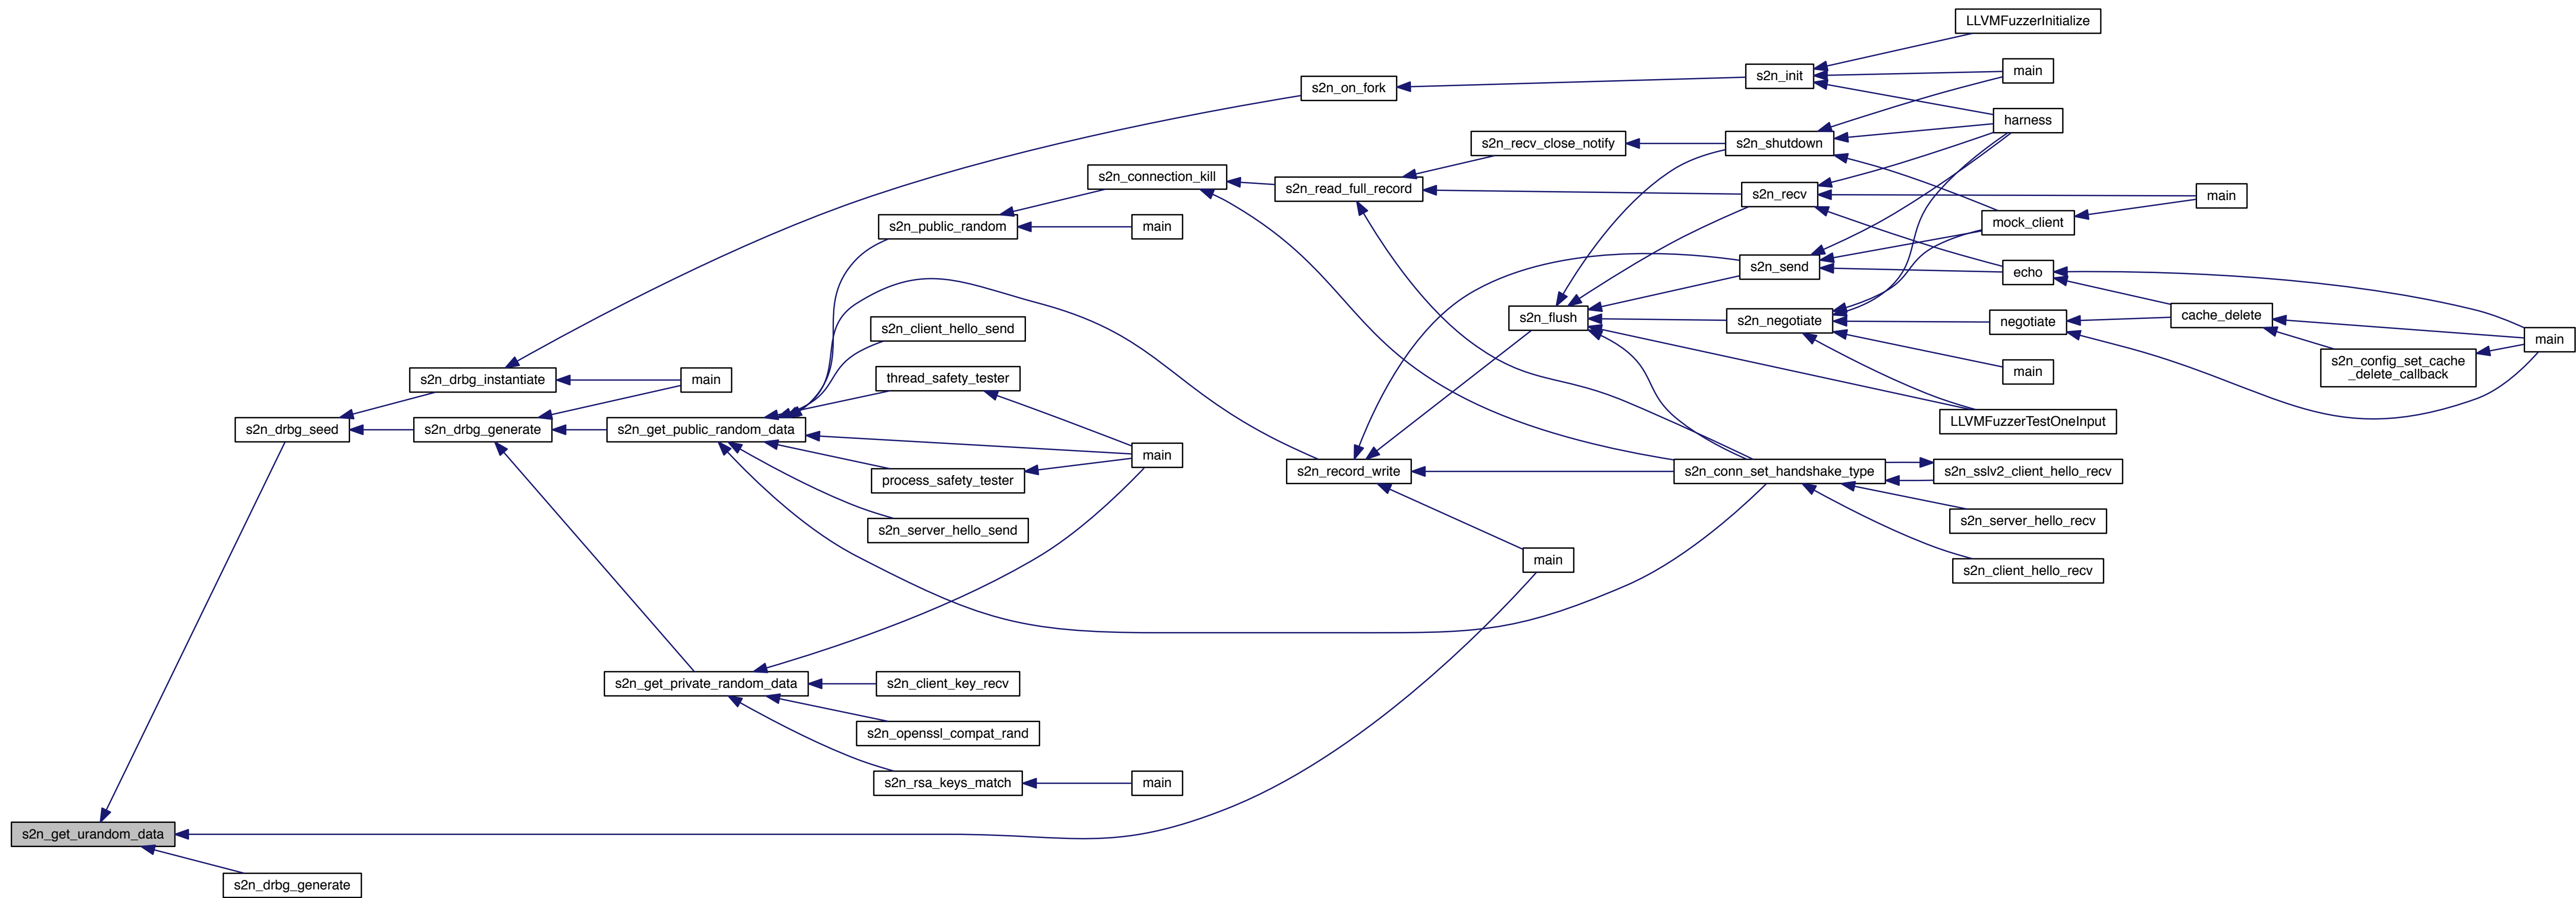 LLVMFuzzerInitialize
s2n_init
main
s2n_on_fork
harness
s2n_recv_close_notify
s2n_shutdown
s2n_connection_kill
s2n_read_full_record
s2n_recv
main
s2n_public_random
main
mock_client
s2n_send
echo
s2n_client_hello_send
s2n_flush
s2n_negotiate
negotiate
cache_delete
main
s2n_config_set_cache
_delete_callback
s2n_drbg_instantiate
main
thread_safety_tester
main
s2n_drbg_seed
s2n_drbg_generate
s2n_get_public_random_data
LLVMFuzzerTestOneInput
main
process_safety_tester
s2n_record_write
s2n_conn_set_handshake_type
s2n_sslv2_client_hello_recv
s2n_server_hello_send
s2n_server_hello_recv
main
s2n_client_hello_recv
s2n_get_private_random_data
s2n_client_key_recv
s2n_openssl_compat_rand
s2n_rsa_keys_match
main
s2n_get_urandom_data
s2n_drbg_generate